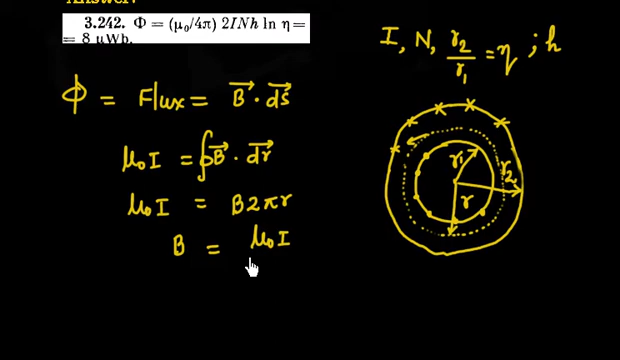 Answer:
3.242. Φ = (μ₀/4π) 2INh ln η =
= 8 μWb.
I, N, r₂/r₁ = η ; h
ϕ = Flux = B⃗ · ds⃗
μ₀I = ∮B⃗ · dr⃗
μ₀I = B2πr
B = μ₀I
r₁
r₂
r